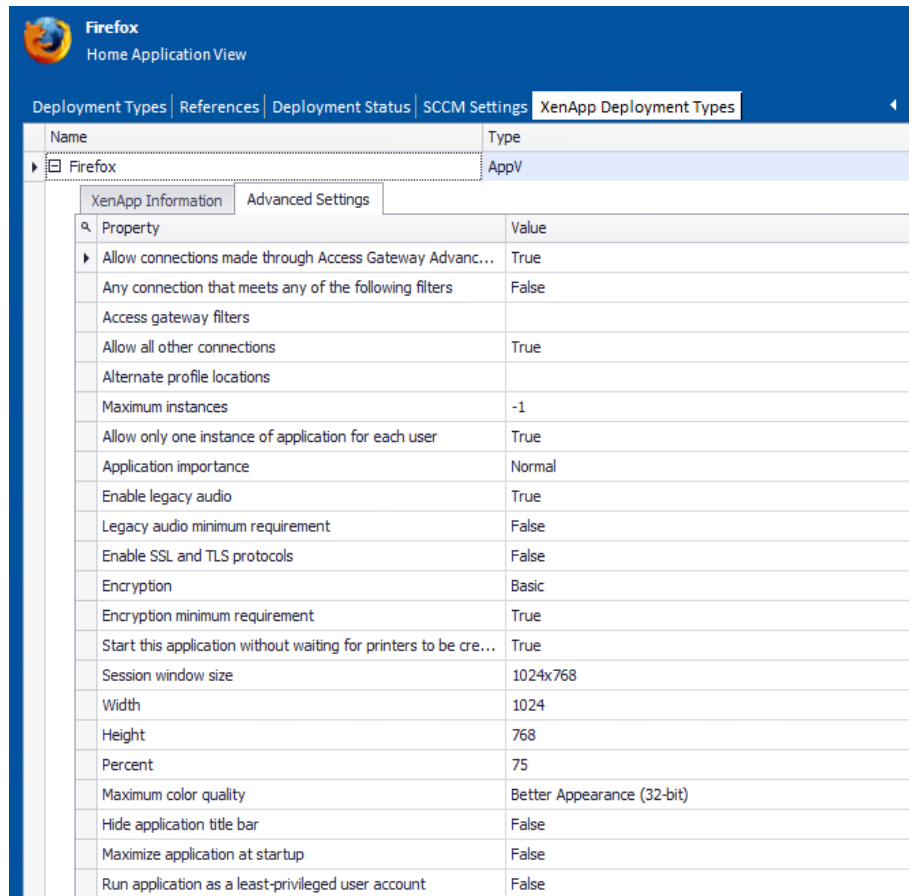 Firefox
Home Application View
Deployment Types References Deployment Status SCCM Settings XenApp Deployment Types
Name Type
Firefox AppV
XenApp Information Advanced Settings
Property Value
Allow connections made through Access Gateway Advanc... True
Any connection that meets any of the following filters False
Access gateway filters
Allow all other connections True
Alternate profile locations
Maximum instances -1
Allow only one instance of application for each user True
Application importance Normal
Enable legacy audio True
Legacy audio minimum requirement False
Enable SSL and TLS protocols False
Encryption Basic
Encryption minimum requirement True
Start this application without waiting for printers to be cre... True
Session window size 1024x768
Width 1024
Height 768
Percent 75
Maximum color quality Better Appearance (32-bit)
Hide application title bar False
Maximize application at startup False
Run application as a least-privileged user account False